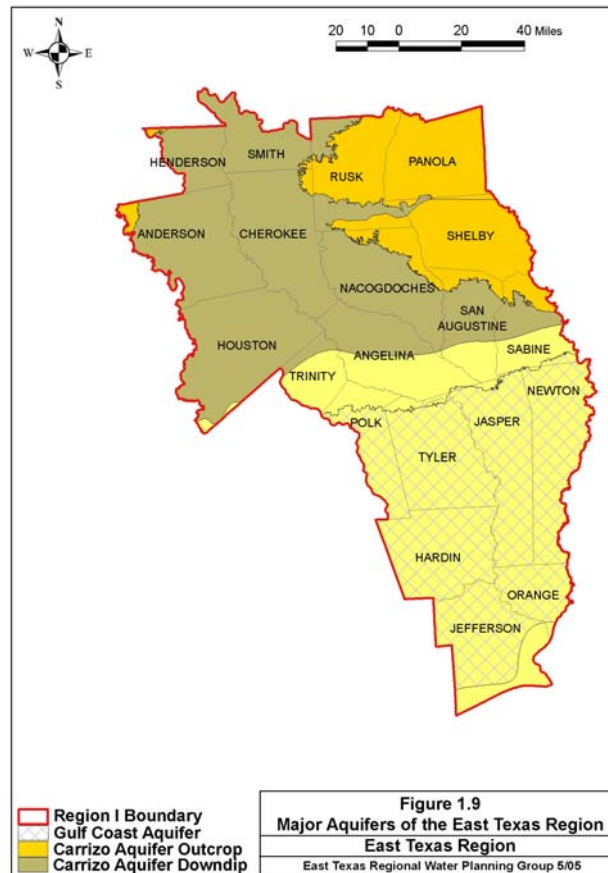 N
W E
S
20 10 0 20 40 Miles
HENDERSON
SMITH
RUSK
PANOLA
ANDERSON
CHEROKEE
SHELBY
NACOGDOCHES
SAN
AUGUSTINE
HOUSTON
ANGELINA
SABINE
TRINITY
NEWTON
POLK
JASPER
TYLER
HARDIN
ORANGE
JEFFERSON
Region I Boundary
Gulf Coast Aquifer
Carrizo Aquifer Outcrop
Carrizo Aquifer Downdip
Figure 1.9
Major Aquifers of the East Texas Region
East Texas Region
East Texas Regional Water Planning Group 5/05